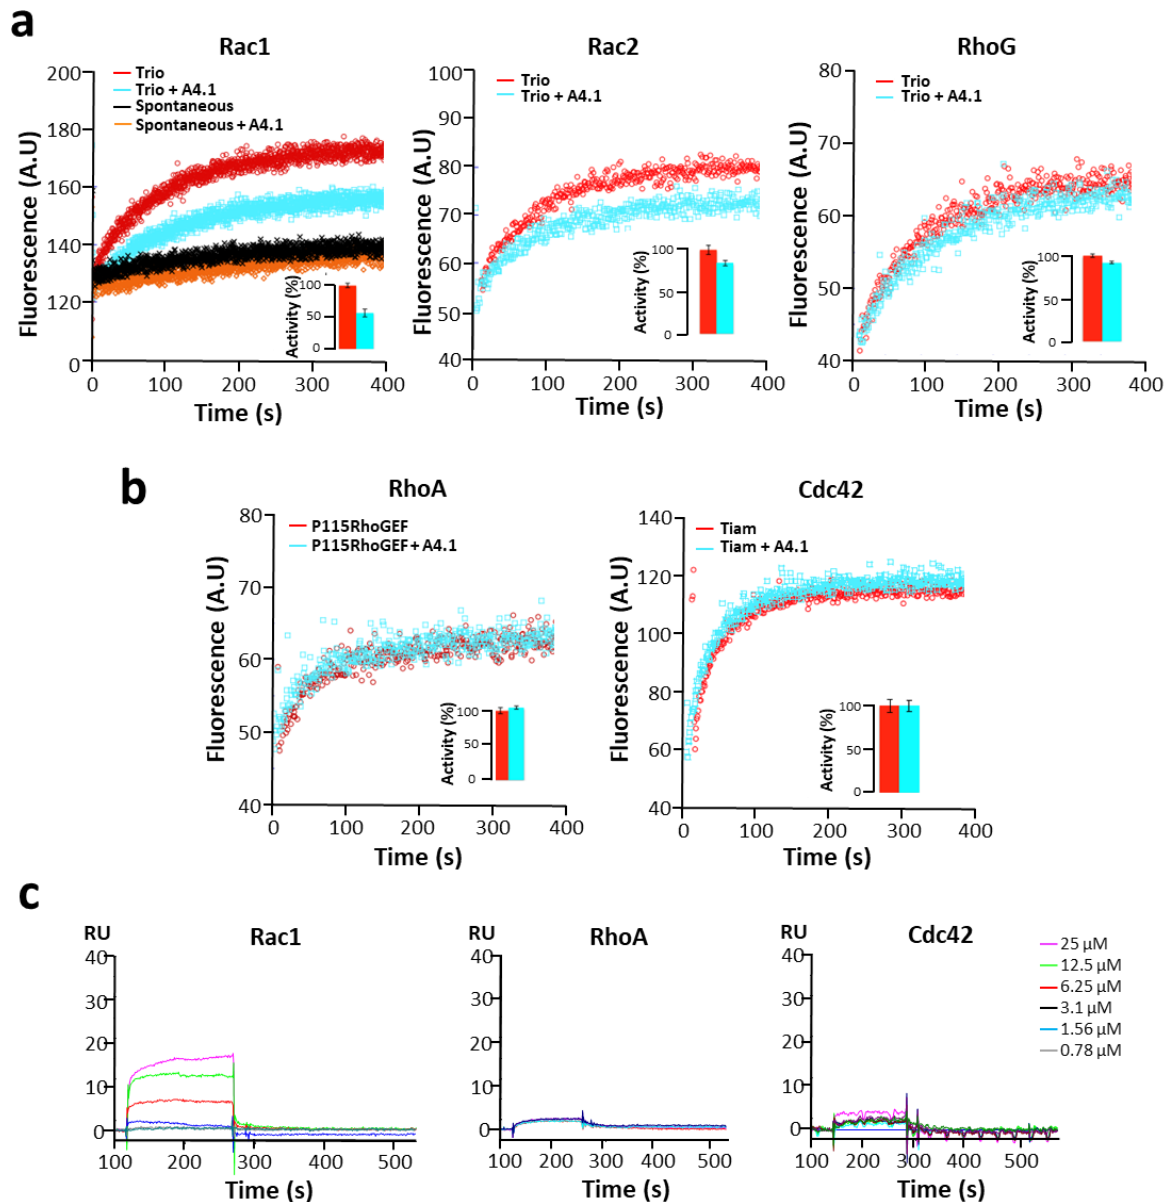 a
Rac1
Rac2
RhoG
Trio
Trio + A4.1
Spontaneous
Spontaneous + A4.1
Fluorescence (A.U)
200
180
160
140
120
0
0 100 200 300 400
Time (s)
Activity (%)
100
50
0
Trio
Trio + A4.1
Fluorescence (A.U)
100
90
80
70
60
50
40
0 100 200 300 400
Time (s)
Activity (%)
100
50
0
Trio
Trio + A4.1
Fluorescence (A.U)
80
70
60
50
40
0 100 200 300 400
Time (s)
Activity (%)
100
50
0
b
RhoA
Cdc42
P115RhoGEF
P115RhoGEF + A4.1
Fluorescence (A.U)
80
70
60
50
40
0 100 200 300 400
Time (s)
Activity (%)
100
50
0
Tiam
Tiam + A4.1
Fluorescence (A.U)
140
120
100
80
60
40
0 100 200 300 400
Time (s)
Activity (%)
100
50
0
c
RU
Rac1
40
30
20
10
0
100 200 300 400 500
Time (s)
RU
RhoA
40
30
20
10
0
100 200 300 400 500
Time (s)
RU
Cdc42
40
30
20
10
0
100 200 300 400 500
Time (s)
25 µM
12.5 µM
6.25 µM
3.1 µM
1.56 µM
0.78 µM